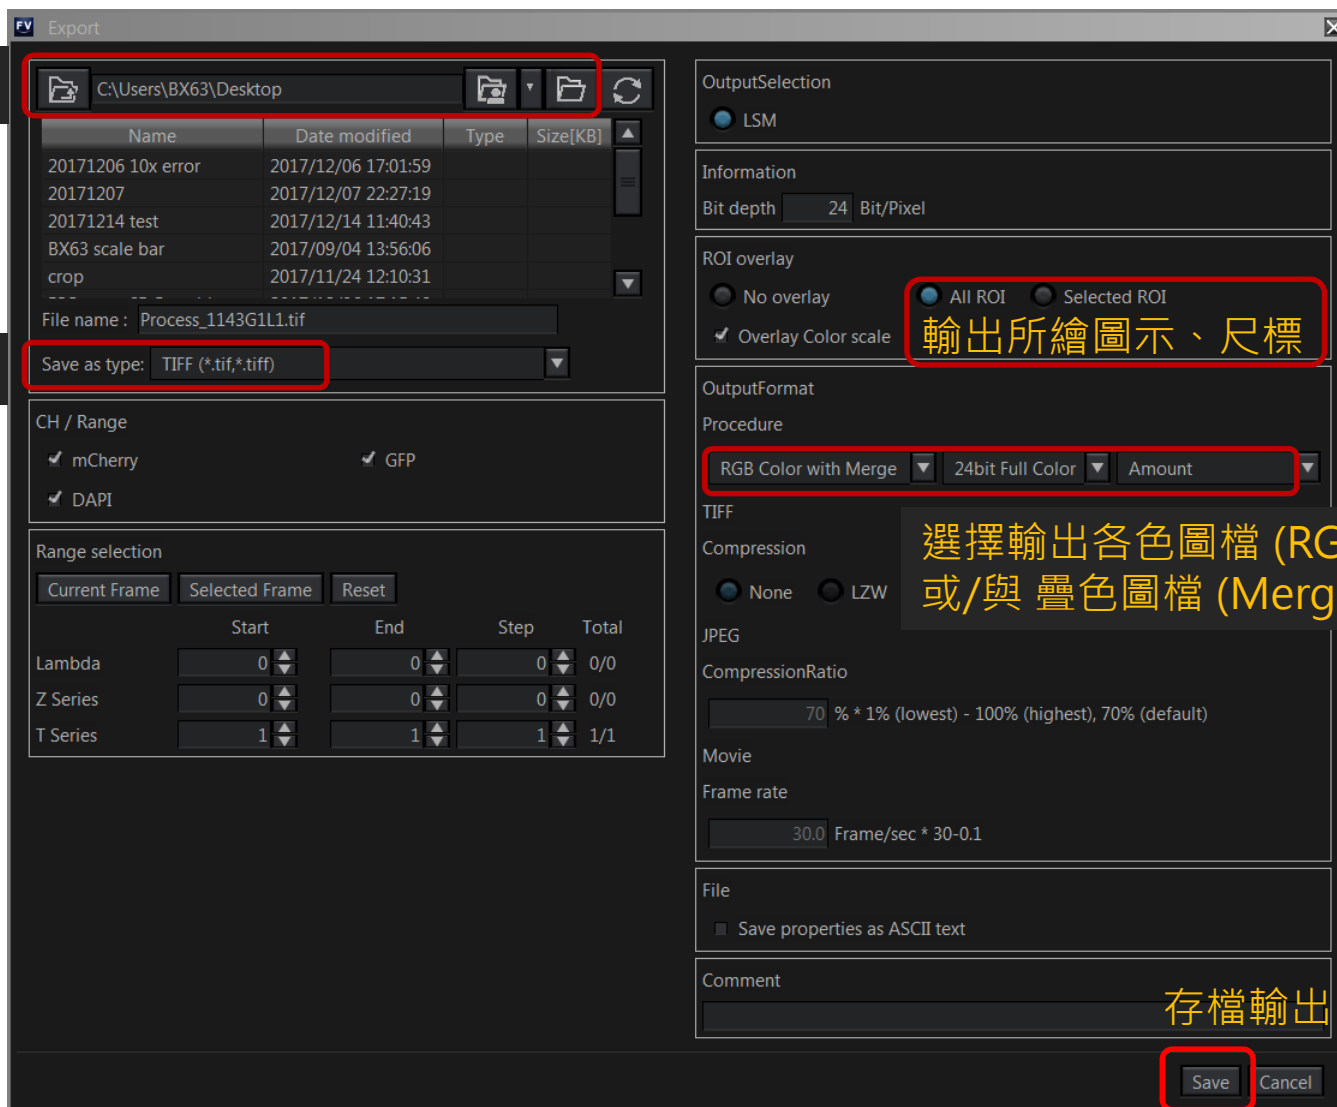 FV Export
C:\Users\BX63\Desktop
Name Date modified Type Size[KB]
20171206 10x error 2017/12/06 17:01:59
20171207 2017/12/07 22:27:19
20171214 test 2017/12/14 11:40:43
BX63 scale bar 2017/09/04 13:56:06
crop 2017/11/24 12:10:31
File name : Process_1143G1L1.tif
Save as type: TIFF (*.tif,*.tiff)
CH / Range
mCherry GFP
DAPI
Range selection
Current Frame Selected Frame Reset
Start End Step Total
Lambda 0 0 0 0/0
Z Series 0 0 0 0/0
T Series 1 1 1 1/1
OutputSelection
LSM
Information
Bit depth 24 Bit/Pixel
ROI overlay
No overlay All ROI Selected ROI
Overlay Color scale
輸出所繪圖示、尺標
OutputFormat
Procedure
RGB Color with Merge 24bit Full Color Amount
TIFF
Compression
None LZW
選擇輸出各色圖檔 (RG
或/與 疊色圖檔 (Merg
JPEG
CompressionRatio
70 % * 1% (lowest) - 100% (highest), 70% (default)
Movie
Frame rate
30.0 Frame/sec * 30-0.1
File
Save properties as ASCII text
Comment
存檔輸出
Save Cancel